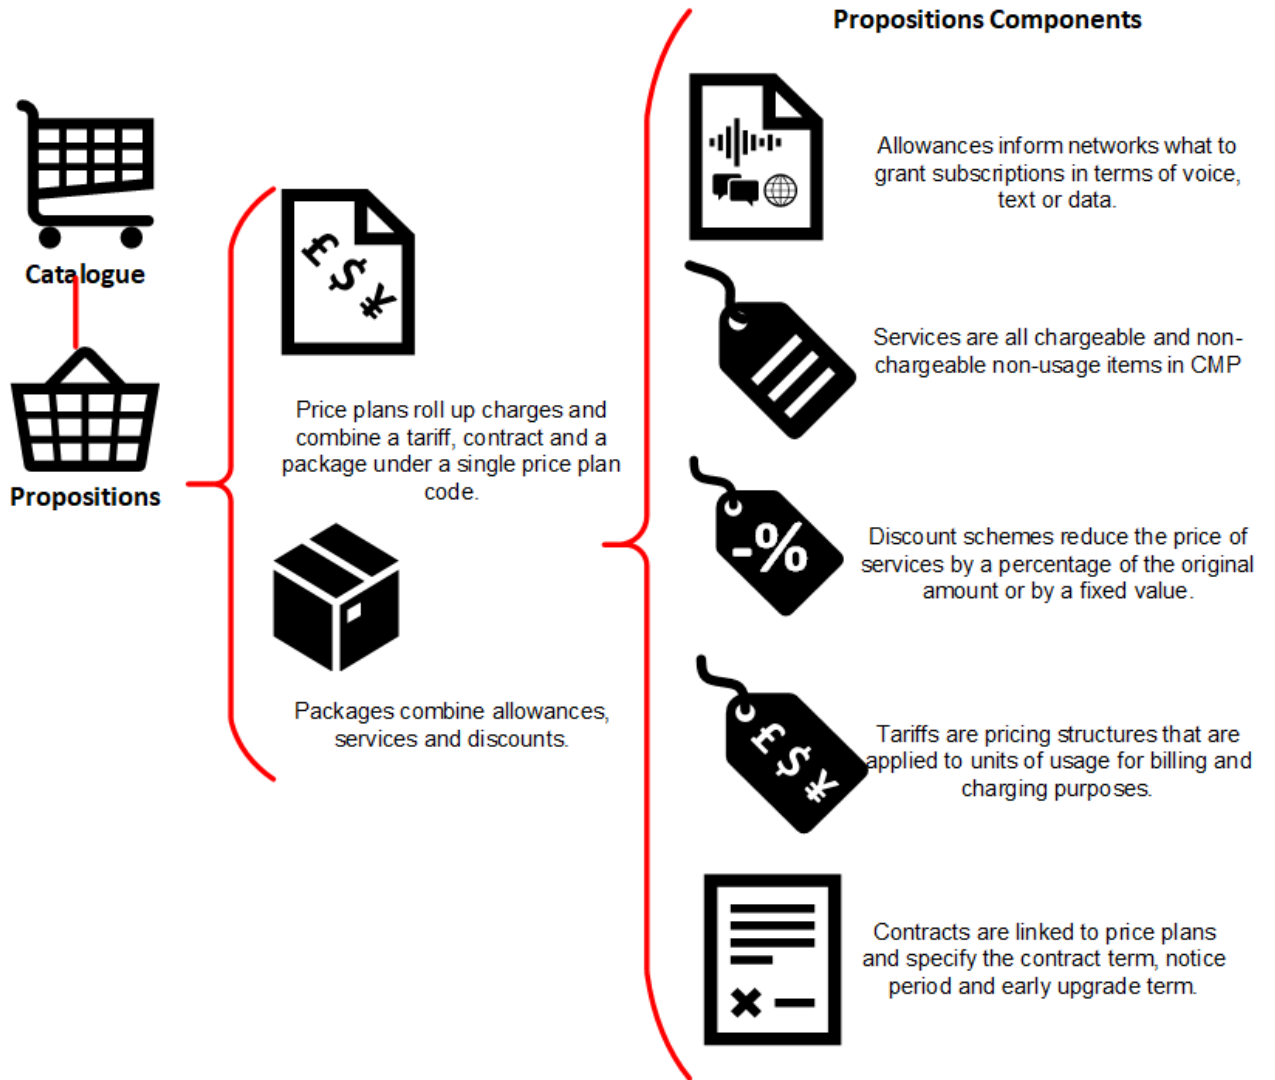 Propositions Components
Catalogue
Propositions
£ $ ¥
Price plans roll up charges and
combine a tariff, contract and a
package under a single price plan
code.
Packages combine allowances,
services and discounts.
Allowances inform networks what to
grant subscriptions in terms of voice,
text or data.
Services are all chargeable and non-
chargeable non-usage items in CMP
-%
Discount schemes reduce the price of
services by a percentage of the original
amount or by a fixed value.
£ $ ¥
Tariffs are pricing structures that are
applied to units of usage for billing and
charging purposes.
Contracts are linked to price plans
and specify the contract term, notice
period and early upgrade term.